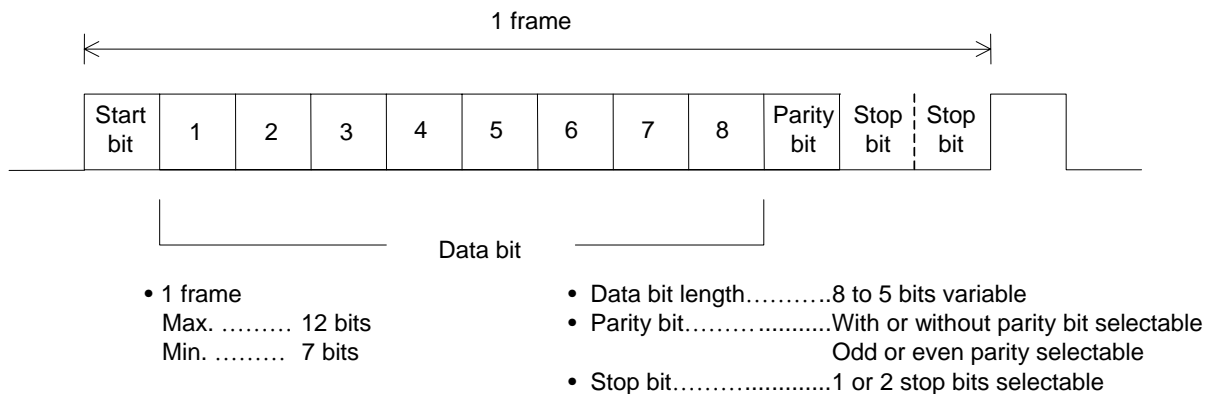 1 frame
Start bit 1 2 3 4 5 6 7 8 Parity bit Stop bit Stop bit
Data bit
• 1 frame
Max. ……… 12 bits
Min. ……… 7 bits
• Data bit length………..8 to 5 bits variable
• Parity bit………...........With or without parity bit selectable
Odd or even parity selectable
• Stop bit……….............1 or 2 stop bits selectable